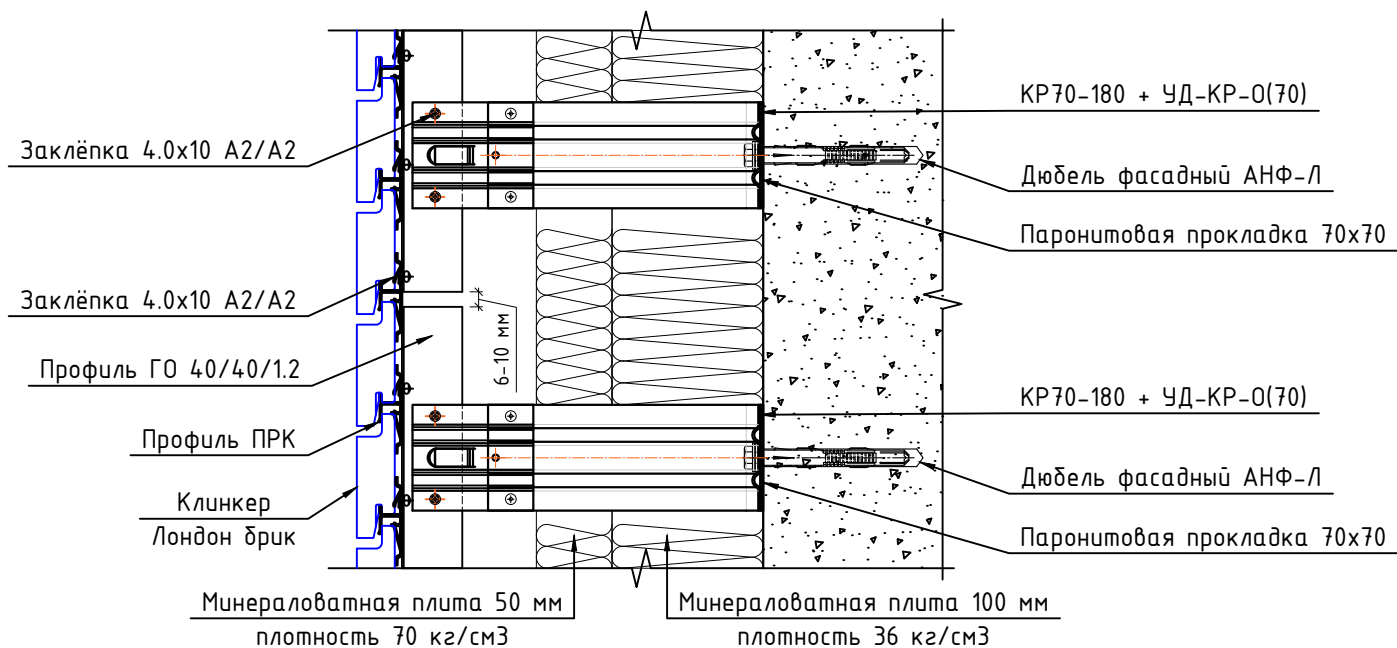 Заклёпка 4.0х10 А2/А2
Заклёпка 4.0х10 А2/А2
Профиль ГО 40/40/1.2
Профиль ПРК
Клинкер
Лондон брик
6-10 мм
КР70-180 + УД-КР-О(70)
Дюбель фасадный АНФ-Л
Паронитовая прокладка 70х70
КР70-180 + УД-КР-О(70)
Дюбель фасадный АНФ-Л
Паронитовая прокладка 70х70
Минераловатная плита 50 мм
плотность 70 кг/см3
Минераловатная плита 100 мм
плотность 36 кг/см3